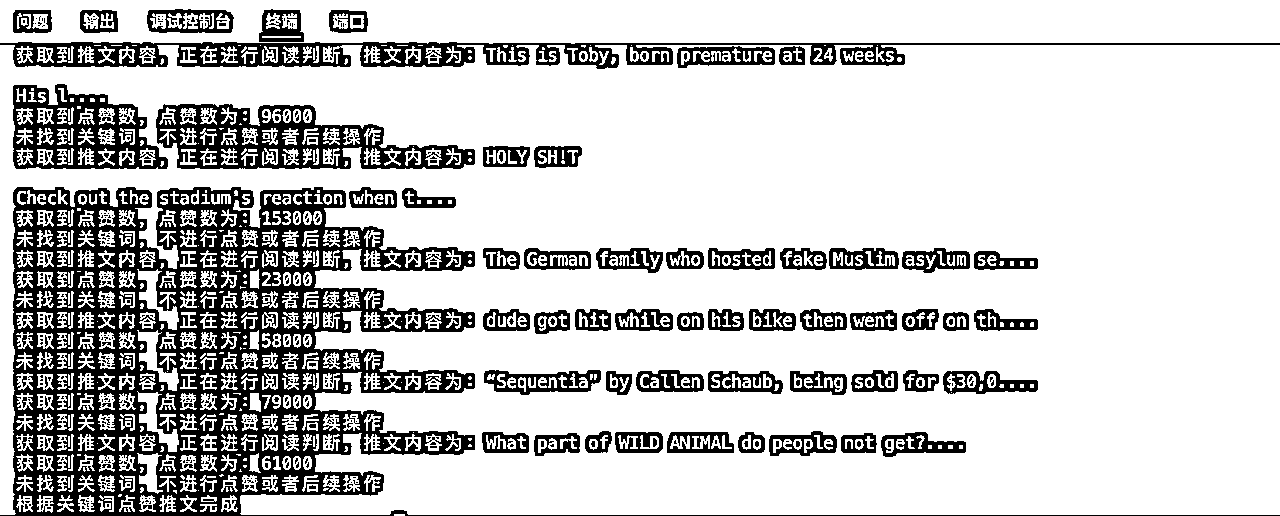 问题 输出 调试控制台 终端 端口
获取到推文内容, 正在进行阅读判断, 推文内容为: This is Toby, born premature at 24 weeks.
His l....
获取到点赞数, 点赞数为: 96000
未找到关键词, 不进行点赞或者后续操作
获取到推文内容, 正在进行阅读判断, 推文内容为: HOLY SH!T
Check out the stadium's reaction when t....
获取到点赞数, 点赞数为: 153000
未找到关键词, 不进行点赞或者后续操作
获取到推文内容, 正在进行阅读判断, 推文内容为: The German family who hosted fake Muslim asylum se....
获取到点赞数, 点赞数为: 23000
未找到关键词, 不进行点赞或者后续操作
获取到推文内容, 正在进行阅读判断, 推文内容为: dude got hit while on his bike then went off on th....
获取到点赞数, 点赞数为: 58000
未找到关键词, 不进行点赞或者后续操作
获取到推文内容, 正在进行阅读判断, 推文内容为: “Sequentia” by Callen Schaub, being sold for $30,0....
获取到点赞数, 点赞数为: 79000
未找到关键词, 不进行点赞或者后续操作
获取到推文内容, 正在进行阅读判断, 推文内容为: What part of WILD ANIMAL do people not get?....
获取到点赞数, 点赞数为: 61000
未找到关键词, 不进行点赞或者后续操作
根据关键词点赞推文完成